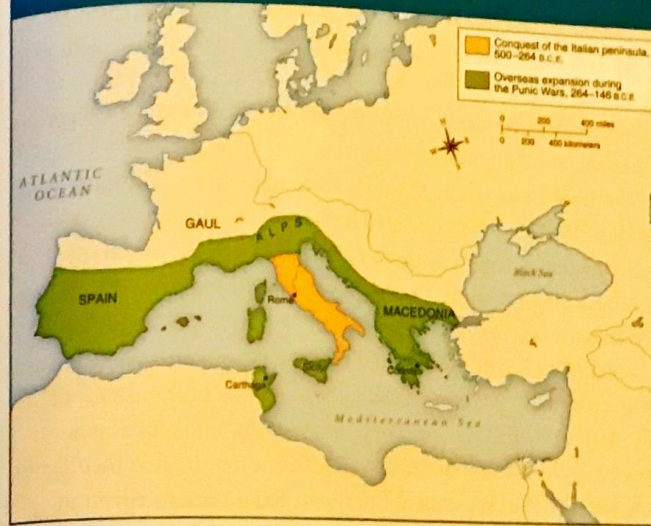 Conquest of the Italian peninsula,
500–264 B.C.E.
Overseas expansion during
the Punic Wars, 264–146 B.C.E.
0 200 400 miles
0 200 400 kilometers
ATLANTIC
OCEAN
GAUL
ALPS
Black Sea
SPAIN
Rome
MACEDONIA
Carthage
Mediterranean Sea